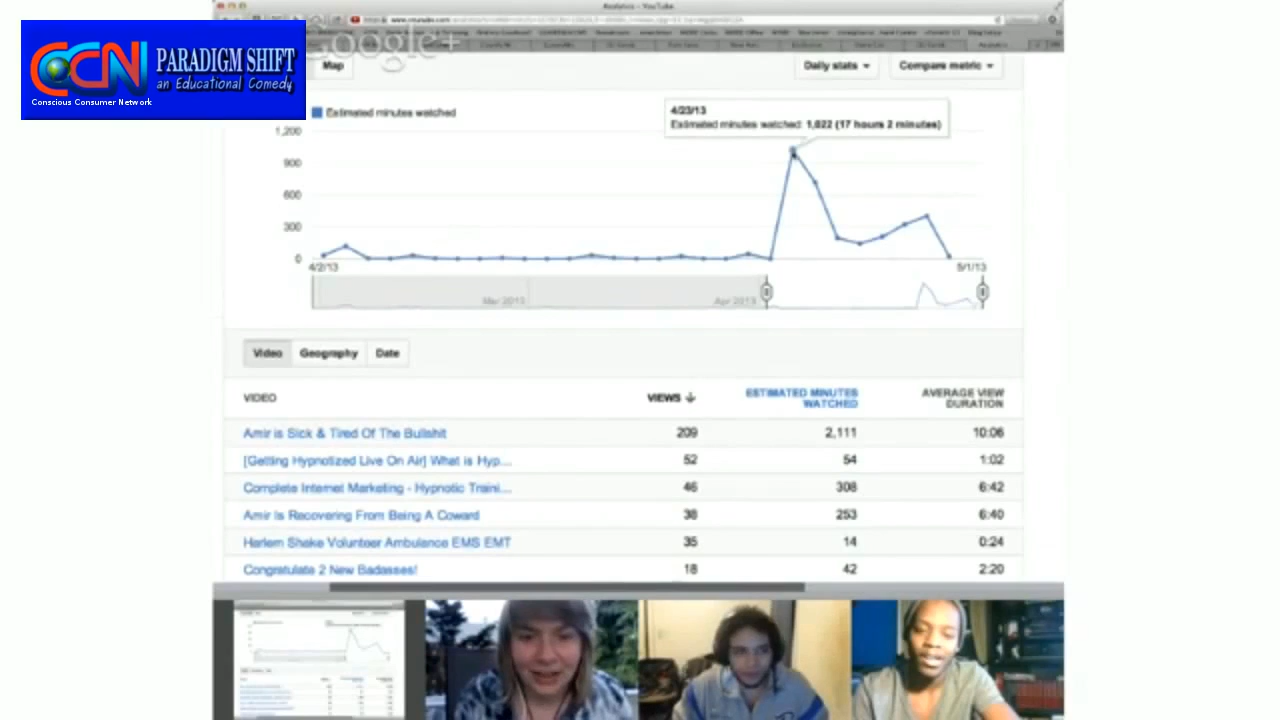 Analytics - YouTube
Google+
CCN PARADIGM SHIFT
an Educational Comedy
Conscious Consumer Network
Map
Daily stats
Compare metric
Estimated minutes watched
4/23/13
Estimated minutes watched: 1,022 (17 hours 2 minutes)
1,200
900
600
300
0
4/2/13
5/1/13
Mar 2013
Apr 2013
Video Geography Date
VIDEO VIEWS ESTIMATED MINUTES WATCHED AVERAGE VIEW DURATION
Amir is Sick & Tired Of The Bullshit 209 2,111 10:06
[Getting Hypnotized Live On Air] What is Hyp... 52 54 1:02
Complete Internet Marketing - Hypnotic Traini... 46 308 6:42
Amir Is Recovering From Being A Coward 38 253 6:40
Harlem Shake Volunteer Ambulance EMS EMT 35 14 0:24
Congratulate 2 New Badasses! 18 42 2:20